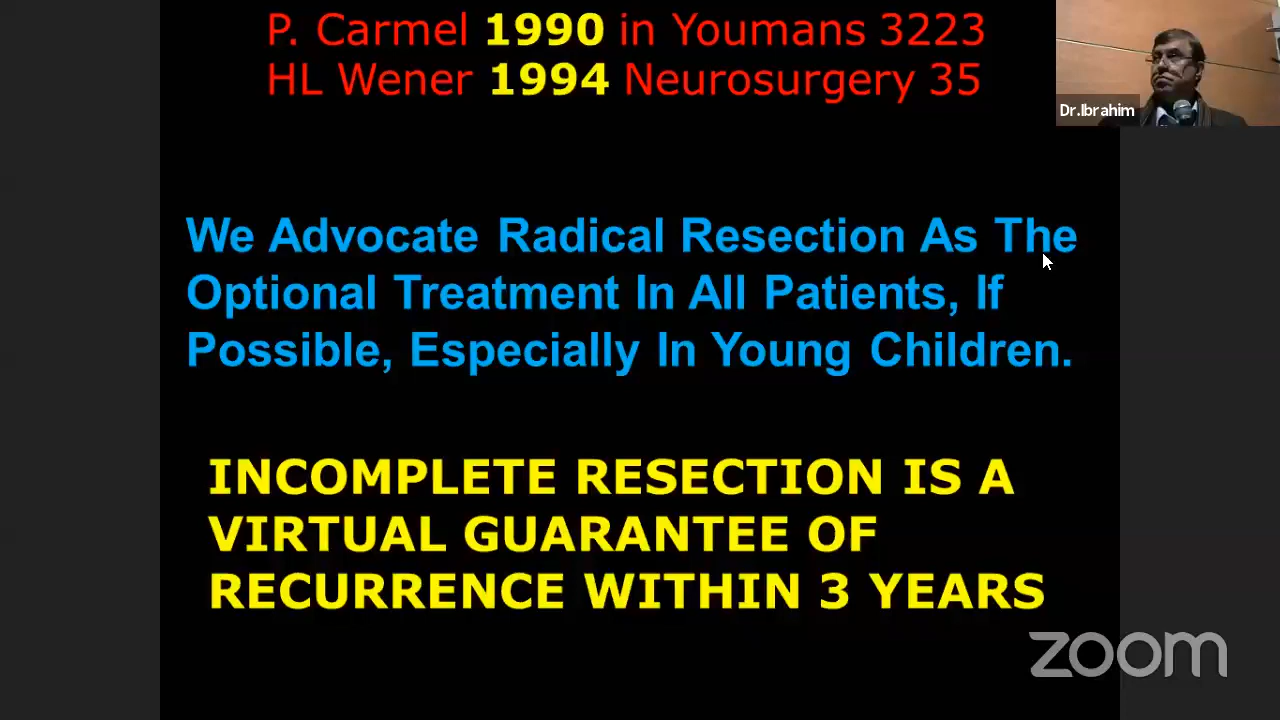 P. Carmel 1990 in Youmans 3223
HL Wener 1994 Neurosurgery 35
Dr.Ibrahim
We Advocate Radical Resection As The
Optional Treatment In All Patients, If
Possible, Especially In Young Children.
INCOMPLETE RESECTION IS A
VIRTUAL GUARANTEE OF
RECURRENCE WITHIN 3 YEARS
zoom